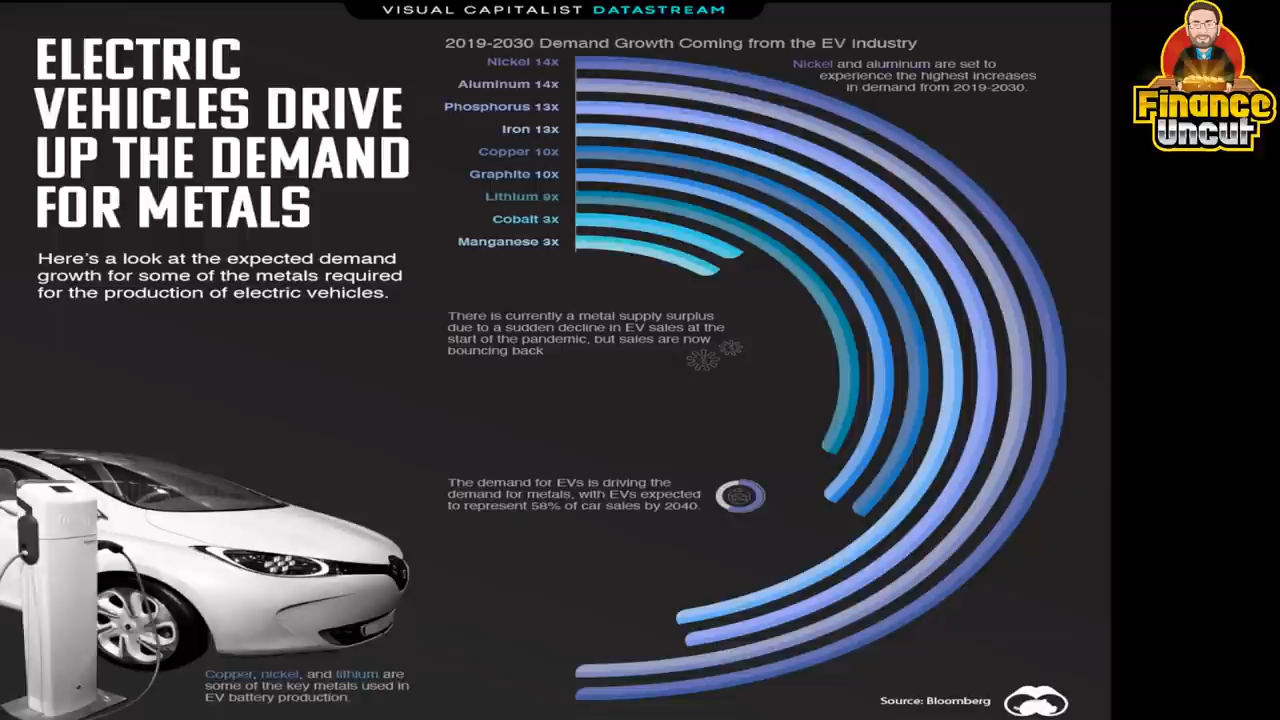 VISUAL CAPITALIST DATASTREAM
ELECTRIC
VEHICLES DRIVE
UP THE DEMAND
FOR METALS
Here's a look at the expected demand
growth for some of the metals required
for the production of electric vehicles.
2019-2030 Demand Growth Coming from the EV Industry
Nickel 14x
Aluminum 14x
Phosphorus 13x
Iron 13x
Copper 10x
Graphite 10x
Lithium 9x
Cobalt 3x
Manganese 3x
Nickel and aluminum are set to
experience the highest increases
in demand from 2019-2030.
There is currently a metal supply surplus
due to a sudden decline in EV sales at the
start of the pandemic, but sales are now
bouncing back
The demand for EVs is driving the
demand for metals, with EVs expected
to represent 58% of car sales by 2040.
Copper, nickel, and lithium are
some of the key metals used in
EV battery production.
Source: Bloomberg
Finance
Uncut